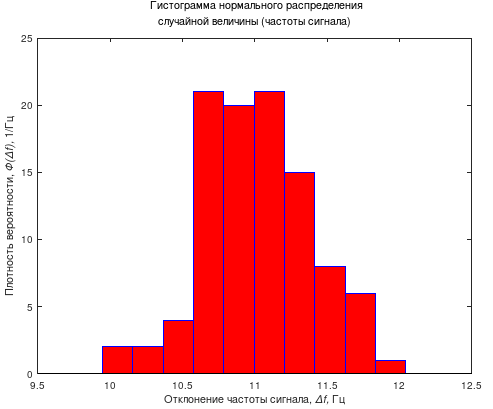 Гистограмма нормального распределения
случайной величины (частоты сигнала)
Плотность вероятности, Φ(Δf), 1/Гц
25
20
15
10
5
0
9.5 10 10.5 11 11.5 12 12.5
Отклонение частоты сигнала, Δf, Гц